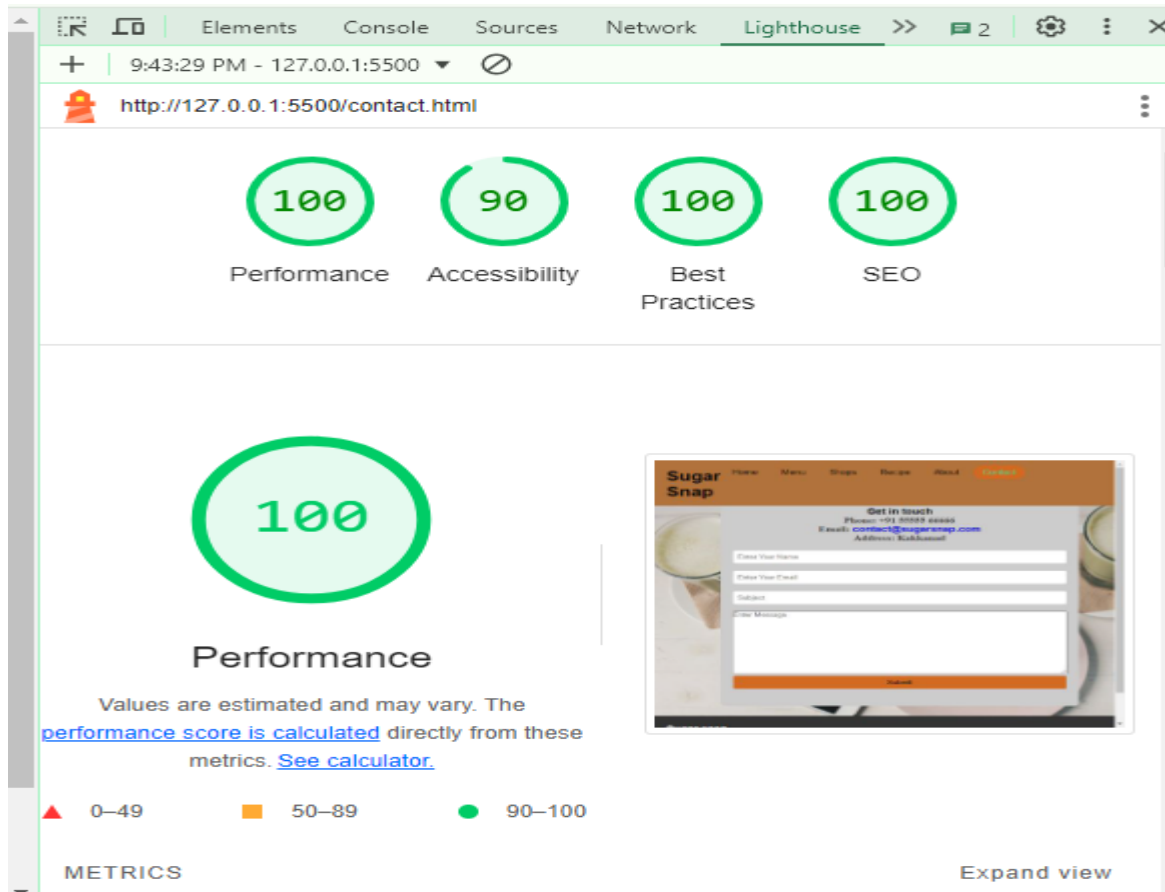 Elements Console Sources Network Lighthouse 2
9:43:29 PM - 127.0.0.1:5500
http://127.0.0.1:5500/contact.html
100 90 100 100
Performance Accessibility Best Practices SEO
100
Performance
Values are estimated and may vary. The
performance score is calculated directly from these
metrics. See calculator.
0–49 50–89 90–100
Sugar Snap
Home Menu Shops Recipe About Contact
Get in touch
Phone: +91
Email: contact@sugarsnap.com
Address:
Enter Your Name
Enter Your Email
Subject
Enter Message
Submit
METRICS Expand view